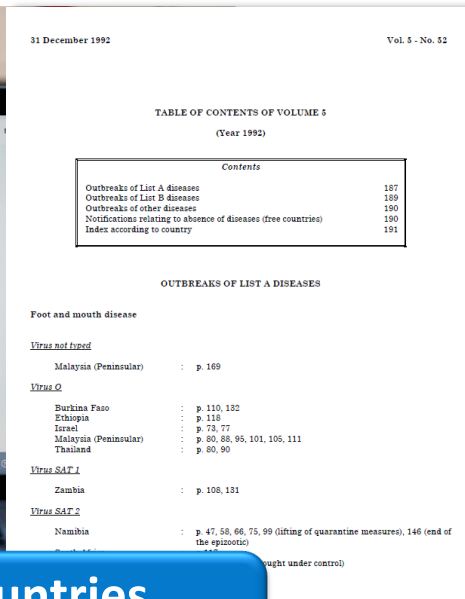 31 December 1992 Vol. 5 - No. 52
TABLE OF CONTENTS OF VOLUME 5
(Year 1992)
Contents
Outbreaks of List A diseases 187
Outbreaks of List B diseases 189
Outbreaks of other diseases 190
Notifications relating to absence of diseases (free countries) 190
Index according to country 191
OUTBREAKS OF LIST A DISEASES
Foot and mouth disease
Virus not typed
Malaysia (Peninsular) : p. 169
Virus O
Burkina Faso : p. 110, 132
Ethiopia : p. 118
Israel : p. 73, 77
Malaysia (Peninsular) : p. 80, 88, 95, 101, 105, 111
Thailand : p. 80, 90
Virus SAT 1
Zambia : p. 108, 131
Virus SAT 2
Namibia : p. 47, 58, 66, 75, 99 (lifting of quarantine measures), 146 (end of
the epizootic)
under control)
untries